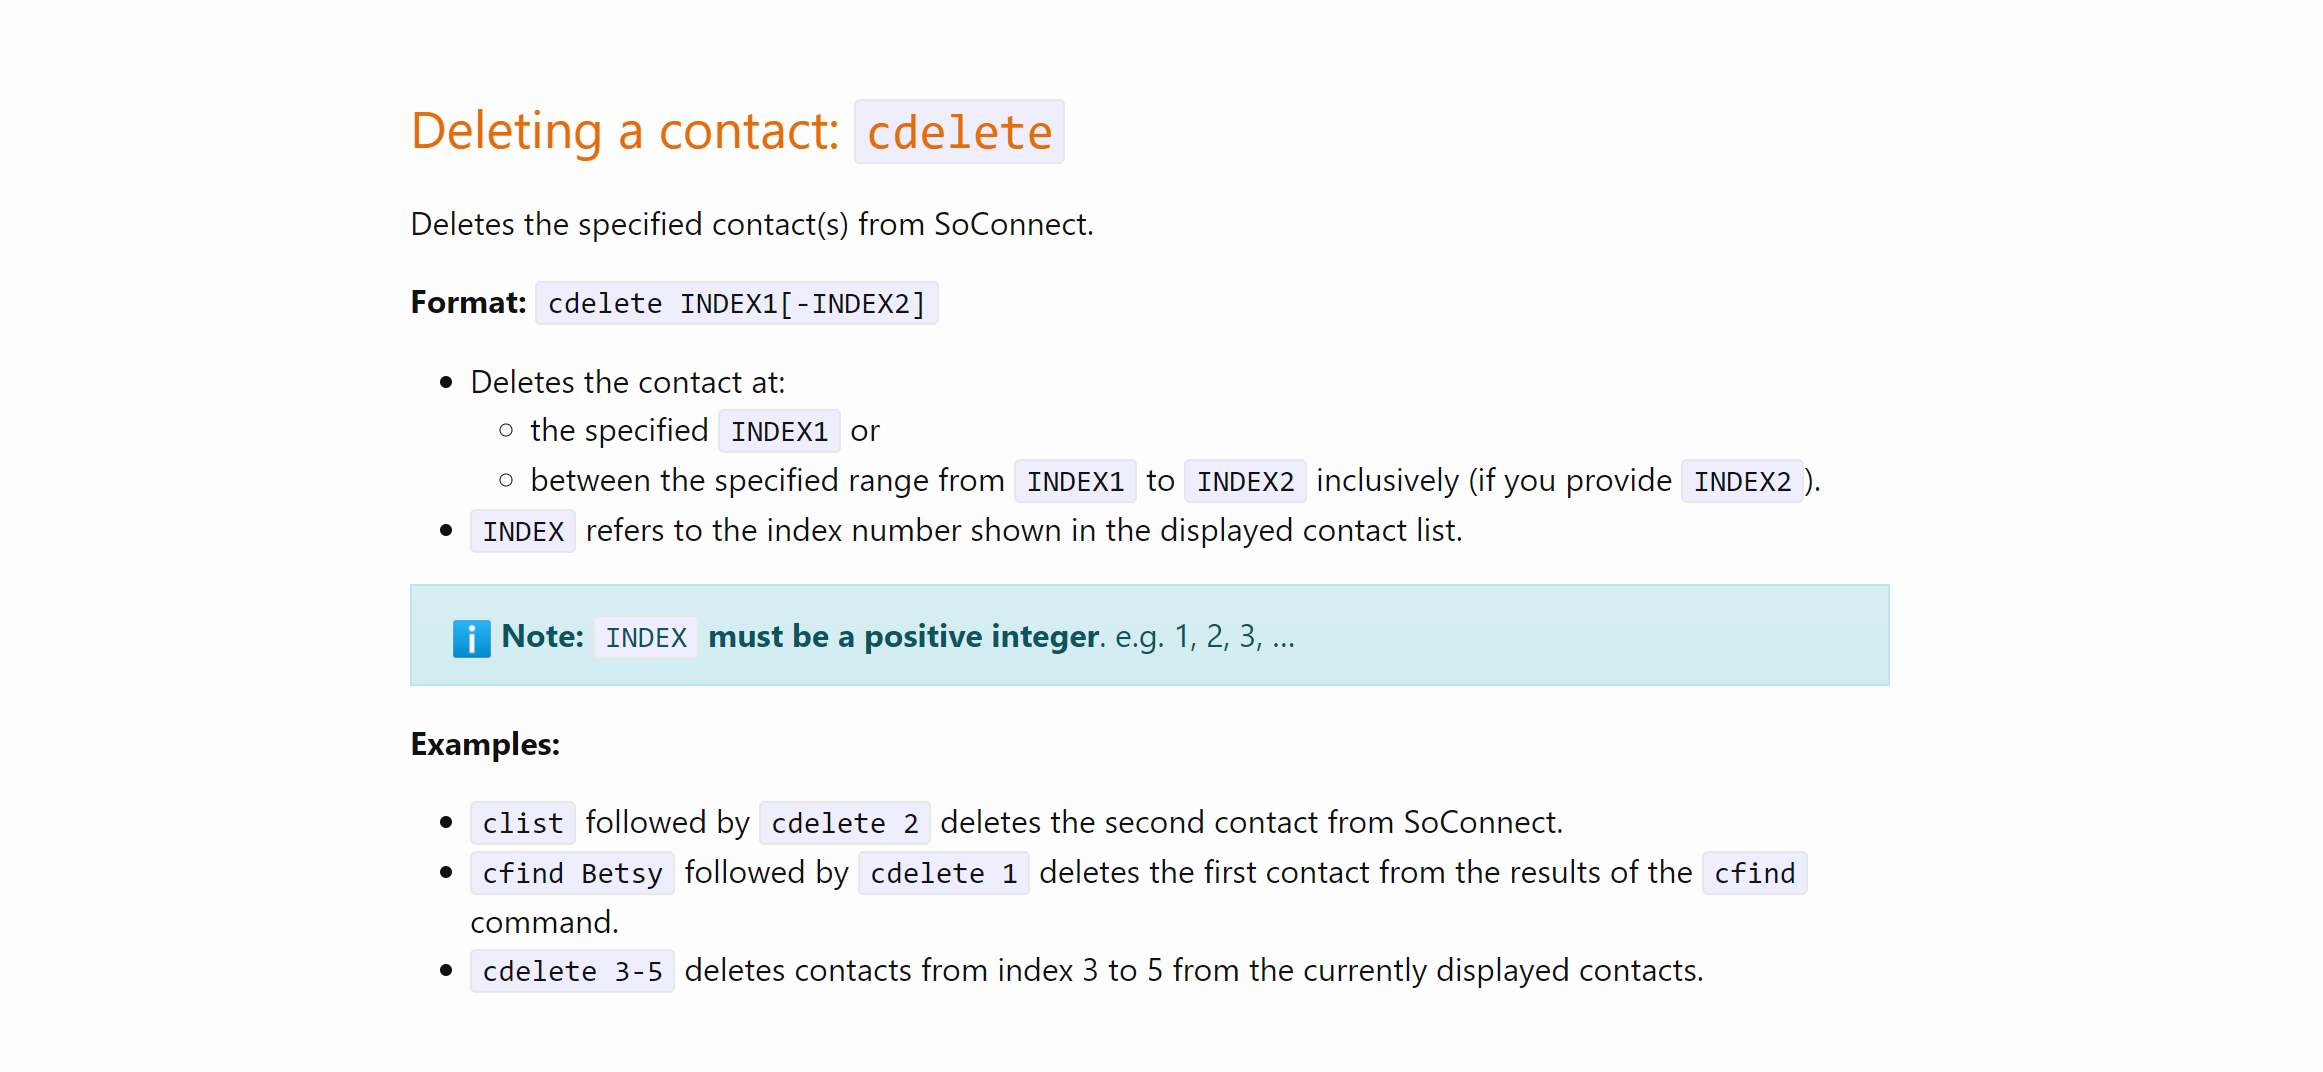 Deleting a contact: cdelete
Deletes the specified contact(s) from SoConnect.
Format: cdelete INDEX1[-INDEX2]
Deletes the contact at:
the specified INDEX1 or
between the specified range from INDEX1 to INDEX2 inclusively (if you provide INDEX2).
INDEX refers to the index number shown in the displayed contact list.
Note: INDEX must be a positive integer. e.g. 1, 2, 3, …
Examples:
clist followed by cdelete 2 deletes the second contact from SoConnect.
cfind Betsy followed by cdelete 1 deletes the first contact from the results of the cfind
command.
cdelete 3-5 deletes contacts from index 3 to 5 from the currently displayed contacts.